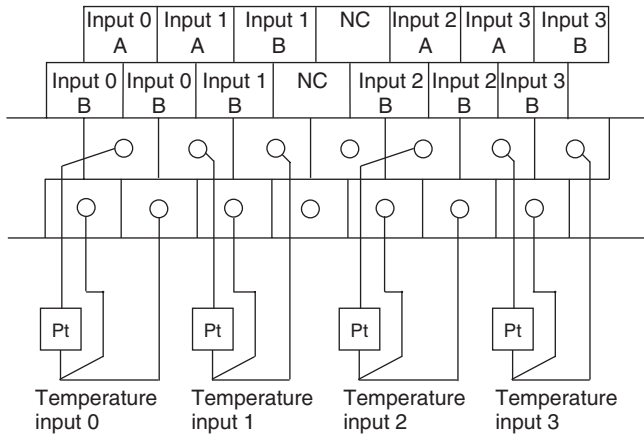 Input 0 Input 1 Input 1 NC Input 2 Input 3 Input 3
A A B A A B
Input 0 Input 0 Input 1 NC Input 2 Input 2 Input 3
B B B B B B
Pt Pt Pt Pt
Temperature Temperature Temperature Temperature
input 0 input 1 input 2 input 3